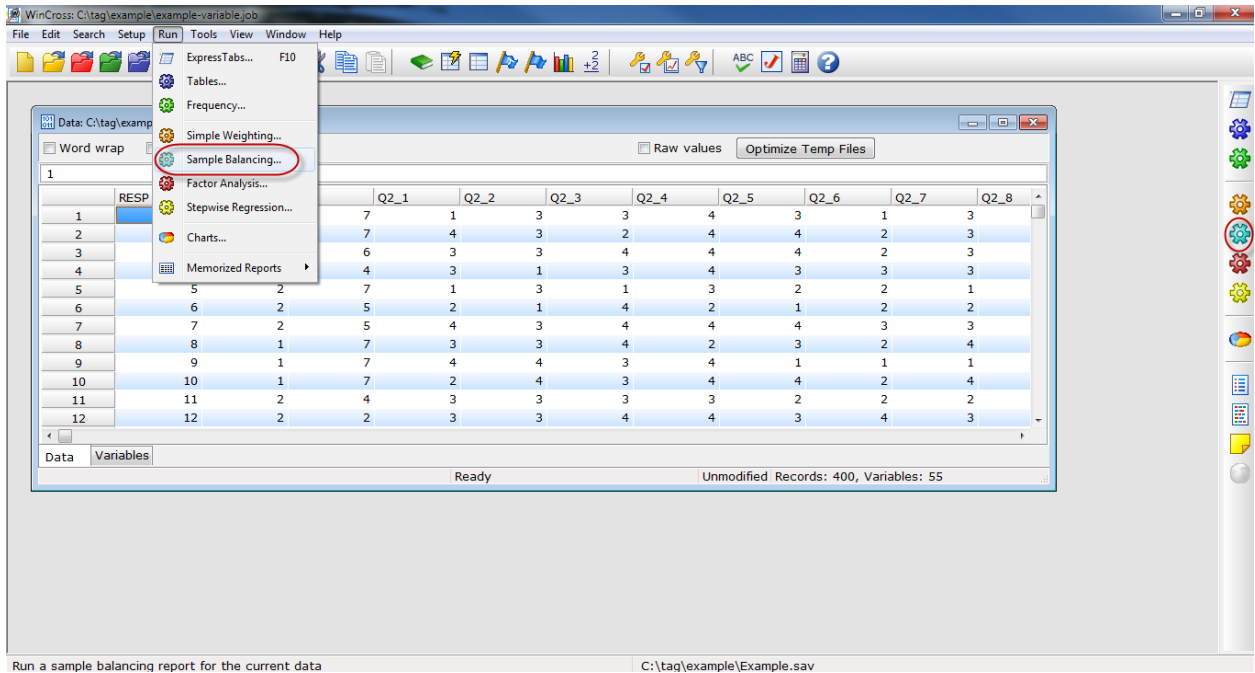 WinCross: C:\tag\example\example-variable.job
File Edit Search Setup Run Tools View Window Help
ExpressTabs... F10
Tables...
Frequency...
Simple Weighting...
Sample Balancing...
Factor Analysis...
Stepwise Regression...
Charts...
Memorized Reports
+2 2
ABC
101 011 Data: C:\tag\examp
Word wrap Raw values Optimize Temp Files
1
RESP Q2_1 Q2_2 Q2_3 Q2_4 Q2_5 Q2_6 Q2_7 Q2_8
1 7 1 3 3 4 3 1 3
2 7 4 3 2 4 4 2 3
3 6 3 3 4 4 4 2 3
4 4 3 1 3 4 3 3 3
5 5 2 7 1 3 1 3 2 2 1
6 6 2 5 2 1 4 2 1 2 2
7 7 2 5 4 3 4 4 4 3 3
8 8 1 7 3 3 4 2 3 2 4
9 9 1 7 4 4 3 4 1 1 1
10 10 1 7 2 4 3 4 4 2 4
11 11 2 4 3 3 3 3 2 2 2
12 12 2 2 3 3 4 4 3 4 3
Data Variables
Ready Unmodified Records: 400, Variables: 55
Run a sample balancing report for the current data C:\tag\example\Example.sav